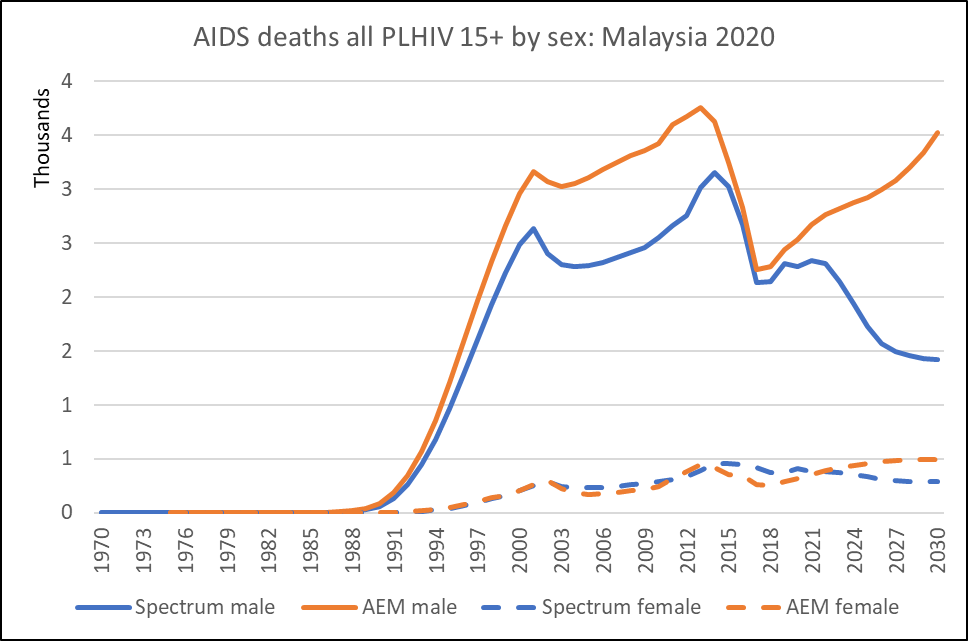 AIDS deaths all PLHIV 15+ by sex: Malaysia 2020
Thousands
4
4
3
3
2
2
1
1
0
1970 1973 1976 1979 1982 1985 1988 1991 1994 1997 2000 2003 2006 2009 2012 2015 2018 2021 2024 2027 2030
Spectrum male AEM male Spectrum female AEM female